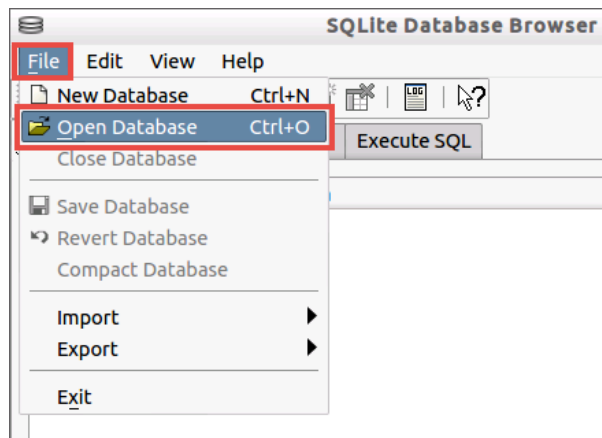 SQLite Database Browser
File Edit View Help
New Database Ctrl+N
LOG
?
Open Database Ctrl+O
Execute SQL
Close Database
Save Database
Revert Database
Compact Database
Import
Export
Exit